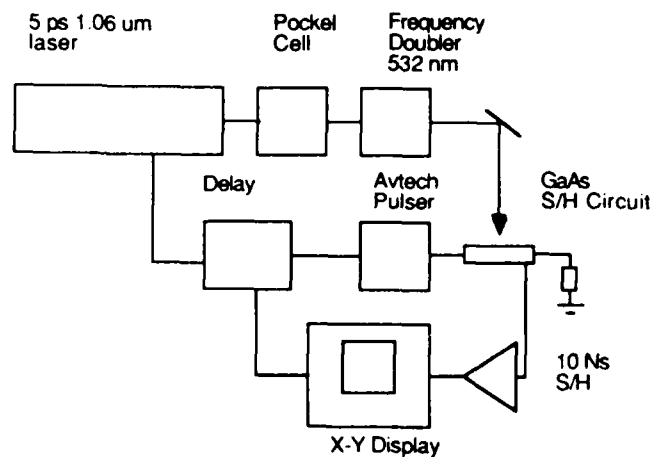 5 ps 1.06 um
laser
Pockel
Cell
Frequency
Doubler
532 nm
Delay
Avtech
Pulser
GaAs
S/H Circuit
10 Ns
S/H
X-Y Display